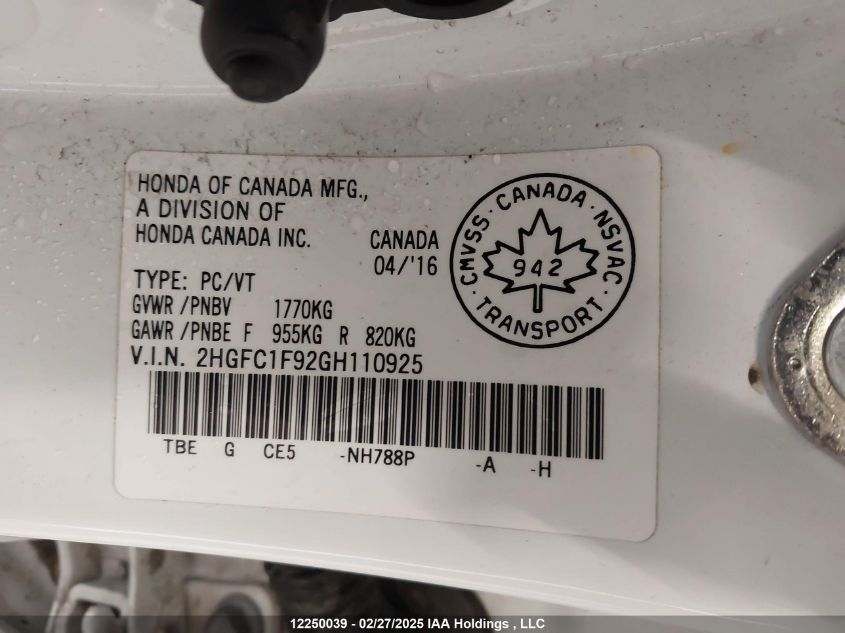 HONDA OF CANADA MFG.,
A DIVISION OF
HONDA CANADA INC.
CANADA
04/'16
TYPE: PC/VT
GVWR /PNBV 1770KG
GAWR /PNBE F 955KG R 820KG
V.I.N. 2HGFC1F92GH110925
TBE G CE5 -NH788P -A -H
CMVSS · CANADA · NSVAC
942
· TRANSPORT ·
12250039 - 02/27/2025 IAA Holdings , LLC